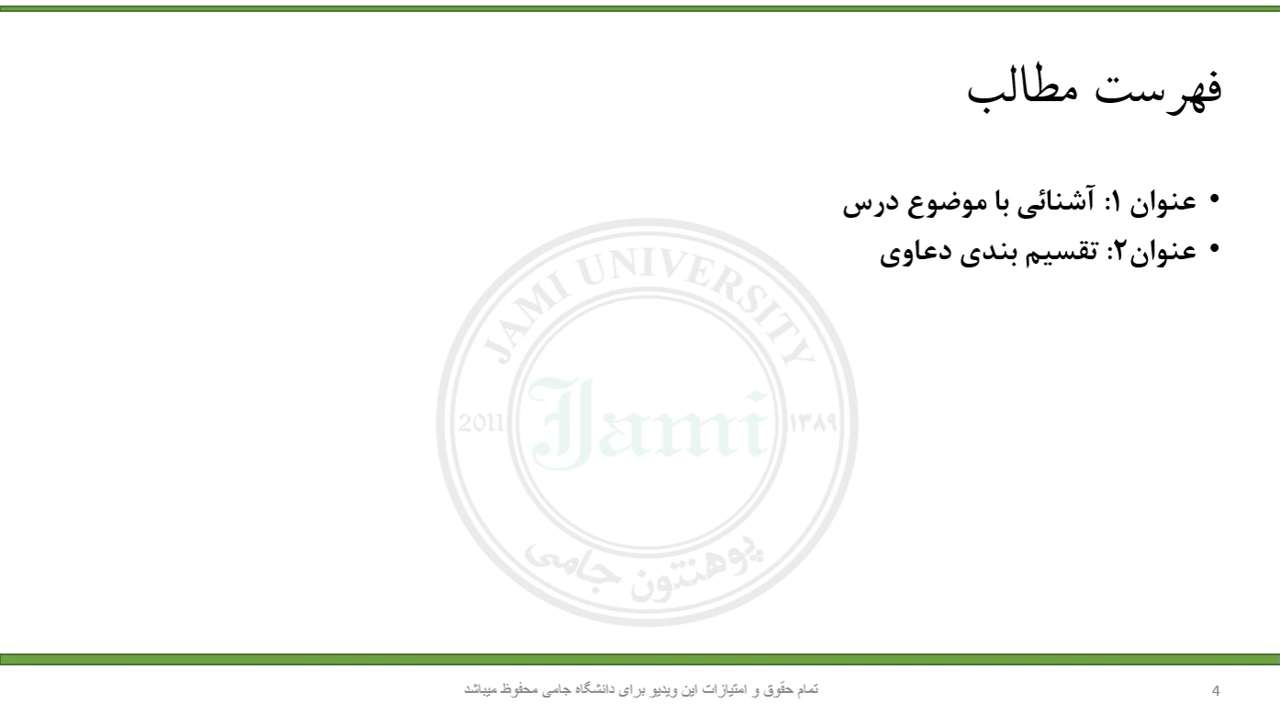 فهرست مطالب
• عنوان ۱: آشنائی با موضوع درس
• عنوان۲: تقسیم بندی دعاوی
JAMI UNIVERSITY
2011 Jami ۱۳۸۹
پوهنتون جامی
تمام حقوق و امتیازات این ویدیو برای دانشگاه جامی محفوظ میباشد
4